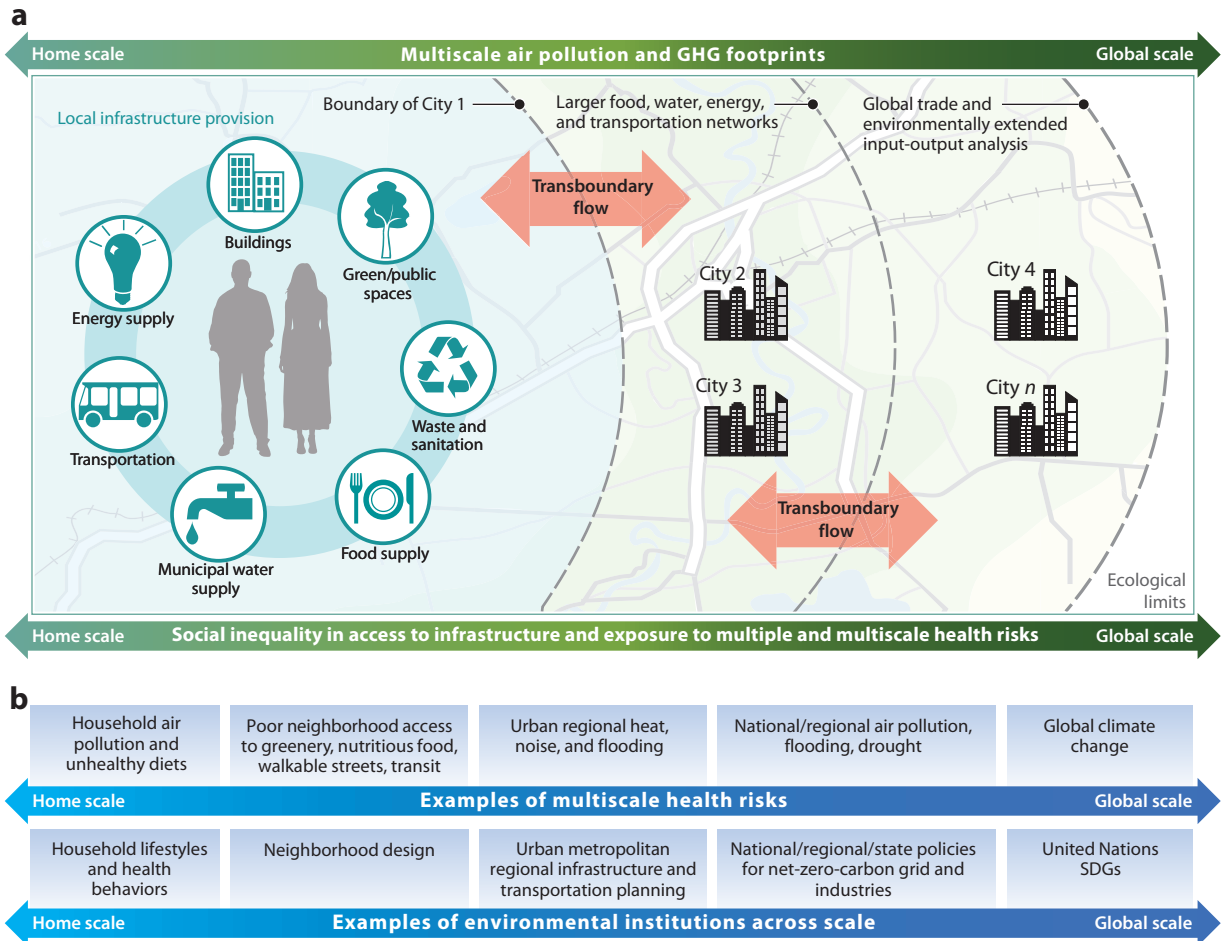 a
Home scale
Multiscale air pollution and GHG footprints
Global scale
Local infrastructure provision
Boundary of City 1
Larger food, water, energy,
and transportation networks
Global trade and
environmentally extended
input-output analysis
Transboundary
flow
Buildings
Green/public
spaces
Energy supply
Waste and
sanitation
Transportation
Food supply
Municipal water
supply
City 2
City 3
City 4
City n
Transboundary
flow
Ecological
limits
Home scale
Social inequality in access to infrastructure and exposure to multiple and multiscale health risks
Global scale
b
Household air
pollution and
unhealthy diets
Poor neighborhood access
to greenery, nutritious food,
walkable streets, transit
Urban regional heat,
noise, and flooding
National/regional air pollution,
flooding, drought
Global climate
change
Home scale
Examples of multiscale health risks
Global scale
Household lifestyles
and health
behaviors
Neighborhood design
Urban metropolitan
regional infrastructure and
transportation planning
National/regional/state policies
for net-zero-carbon grid and
industries
United Nations
SDGs
Home scale
Examples of environmental institutions across scale
Global scale